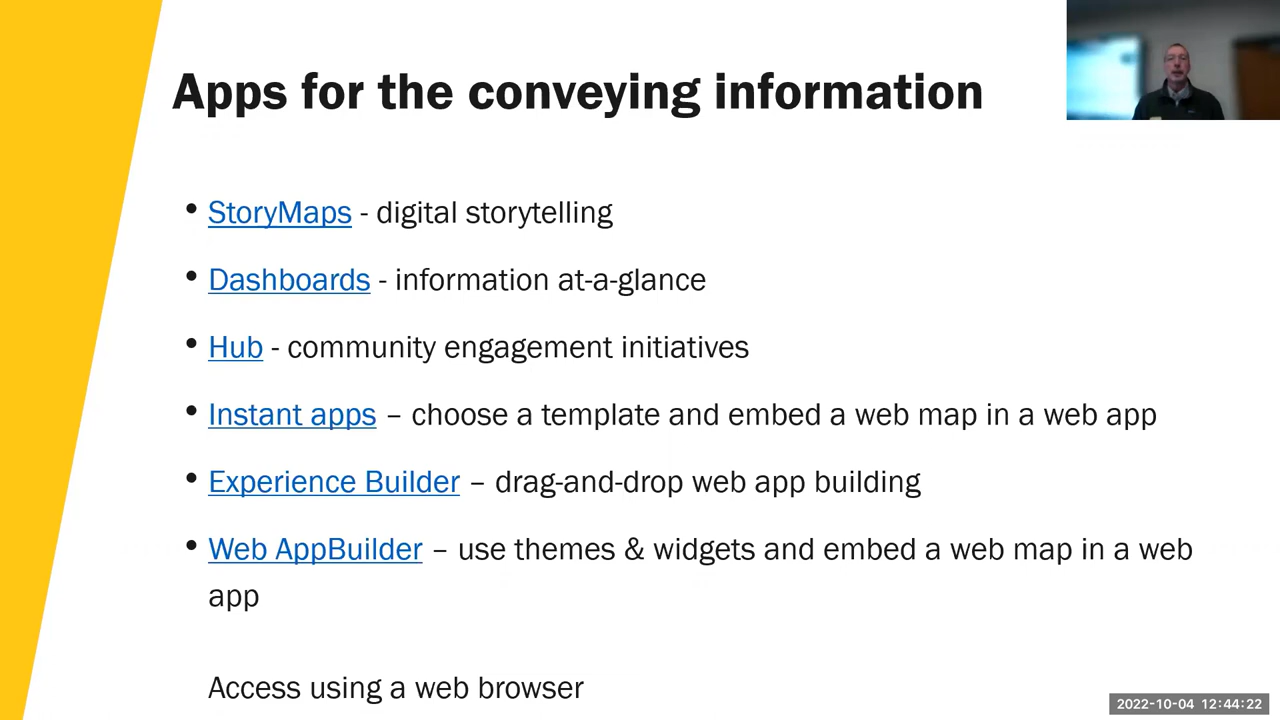 Apps for the conveying information
• StoryMaps - digital storytelling
• Dashboards - information at-a-glance
• Hub - community engagement initiatives
• Instant apps – choose a template and embed a web map in a web app
• Experience Builder – drag-and-drop web app building
• Web AppBuilder – use themes & widgets and embed a web map in a web
app
Access using a web browser
2022-10-04 12:44:22